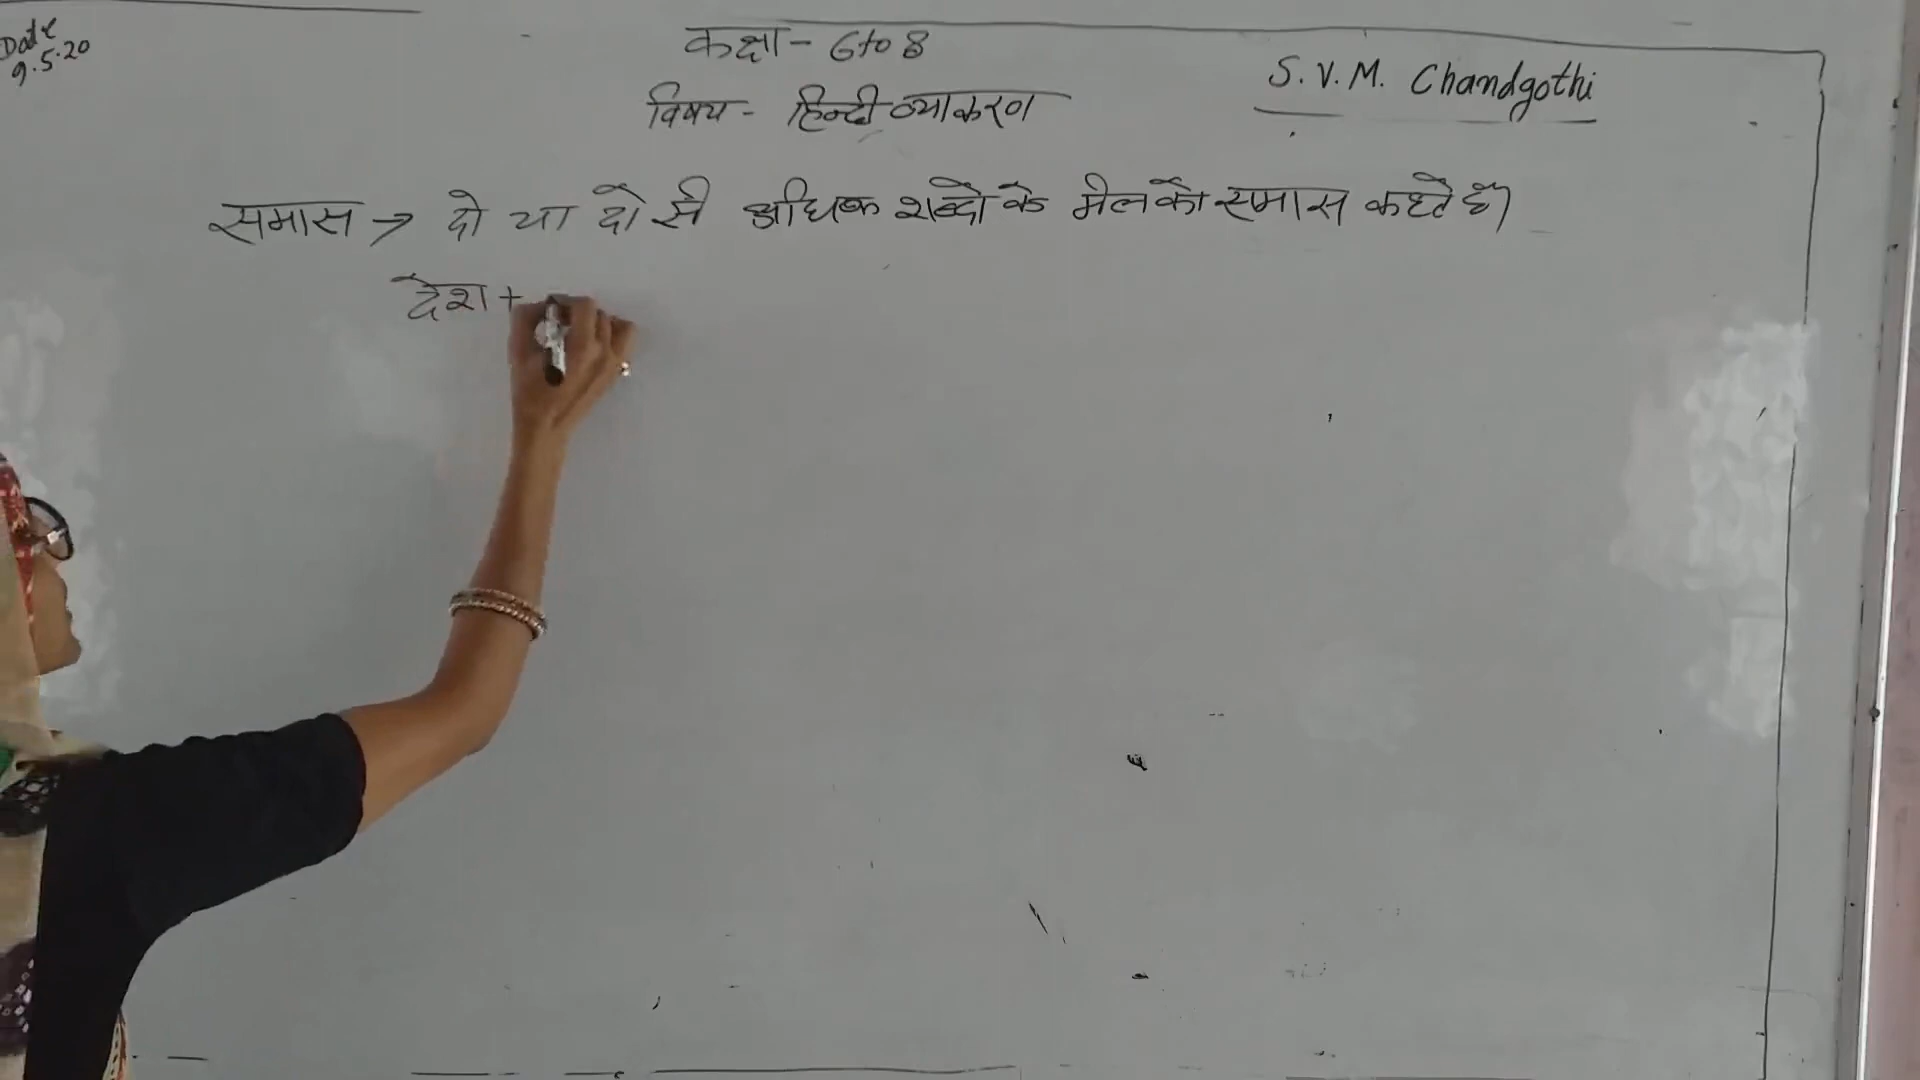 Date
9.5.20
कक्षा - 6 to 8
विषय - हिन्दी व्याकरण
S.V.M. Chandgothi
समास → दो या दो से अधिक शब्दों के मेल को समास कहते हैं
देश +